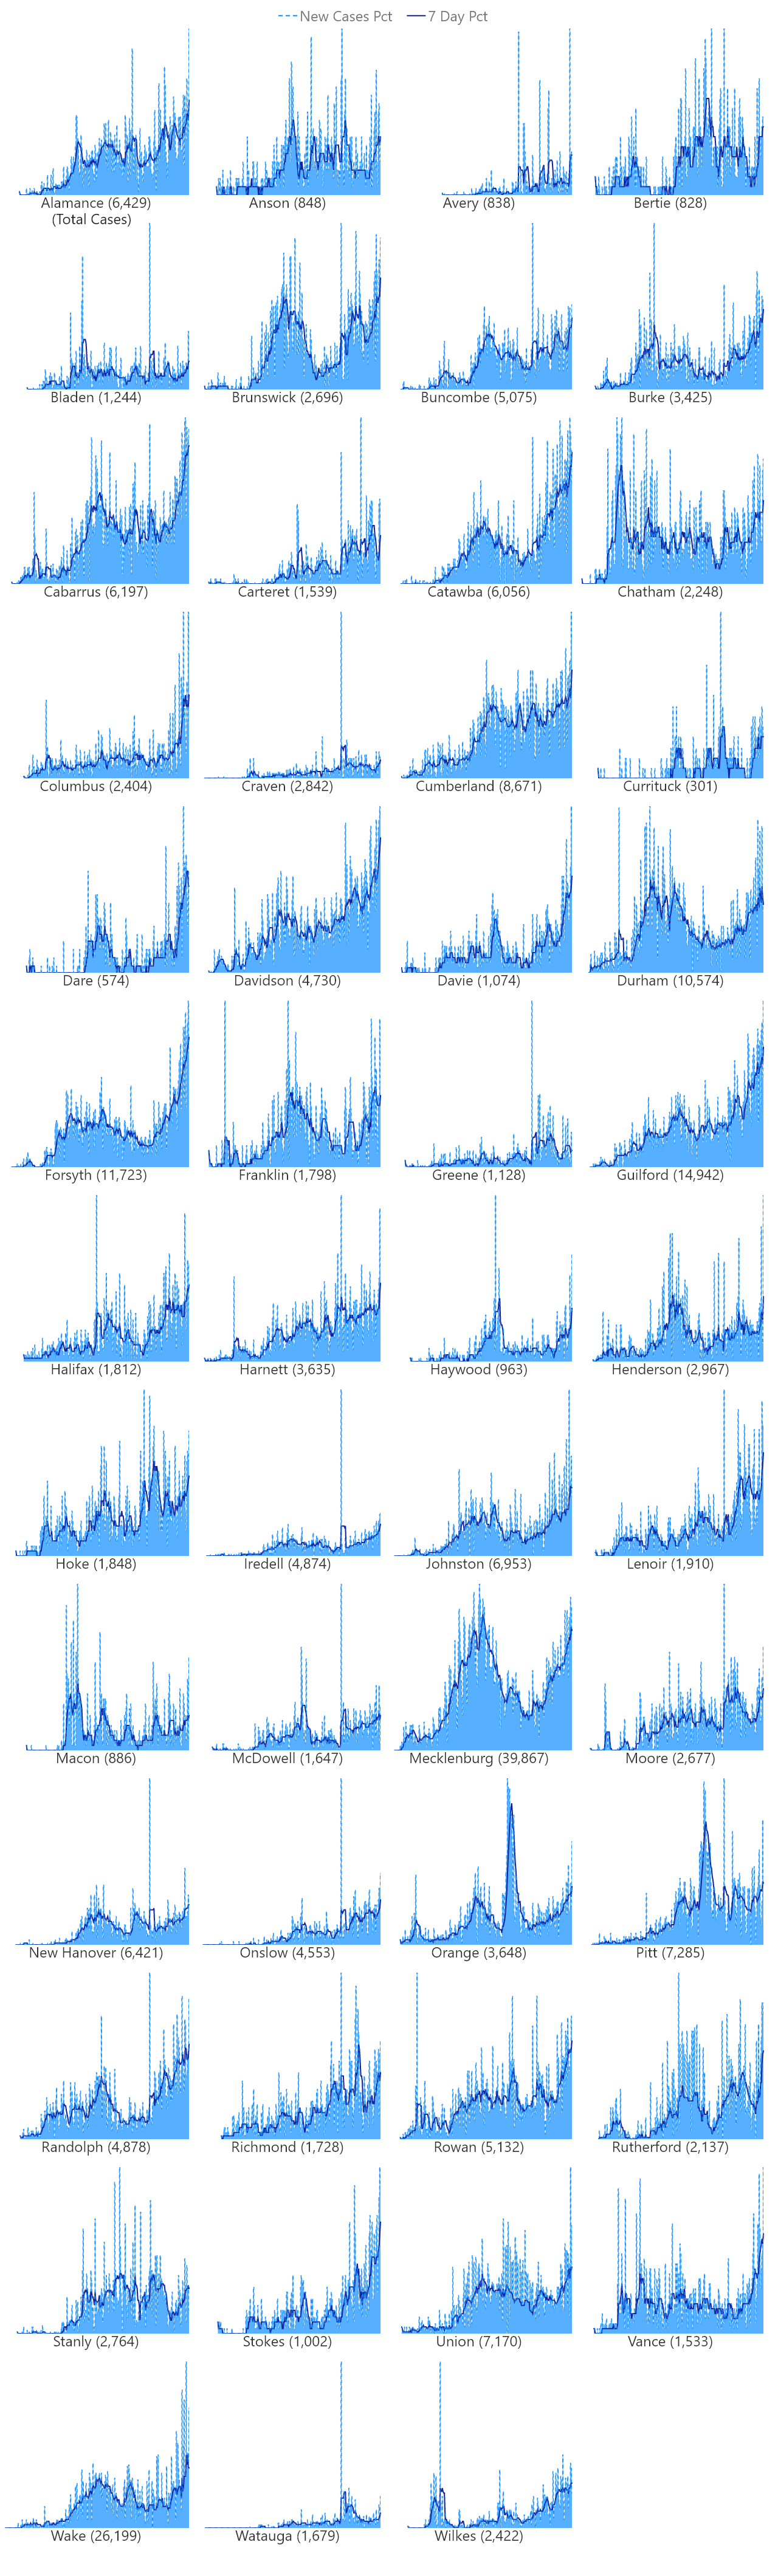 New Cases Pct 7 Day Pct
Alamance (6,429) Anson (848) Avery (838) Bertie (828)
(Total Cases)
Bladen (1,244) Brunswick (2,696) Buncombe (5,075) Burke (3,425)
Cabarrus (6,197) Carteret (1,539) Catawba (6,056) Chatham (2,248)
Columbus (2,404) Craven (2,842) Cumberland (8,671) Currituck (301)
Dare (574) Davidson (4,730) Davie (1,074) Durham (10,574)
Forsyth (11,723) Franklin (1,798) Greene (1,128) Guilford (14,942)
Halifax (1,812) Harnett (3,635) Haywood (963) Henderson (2,967)
Hoke (1,848) Iredell (4,874) Johnston (6,953) Lenoir (1,910)
Macon (886) McDowell (1,647) Mecklenburg (39,867) Moore (2,677)
New Hanover (6,421) Onslow (4,553) Orange (3,648) Pitt (7,285)
Randolph (4,878) Richmond (1,728) Rowan (5,132) Rutherford (2,137)
Stanly (2,764) Stokes (1,002) Union (7,170) Vance (1,533)
Wake (26,199) Watauga (1,679) Wilkes (2,422)